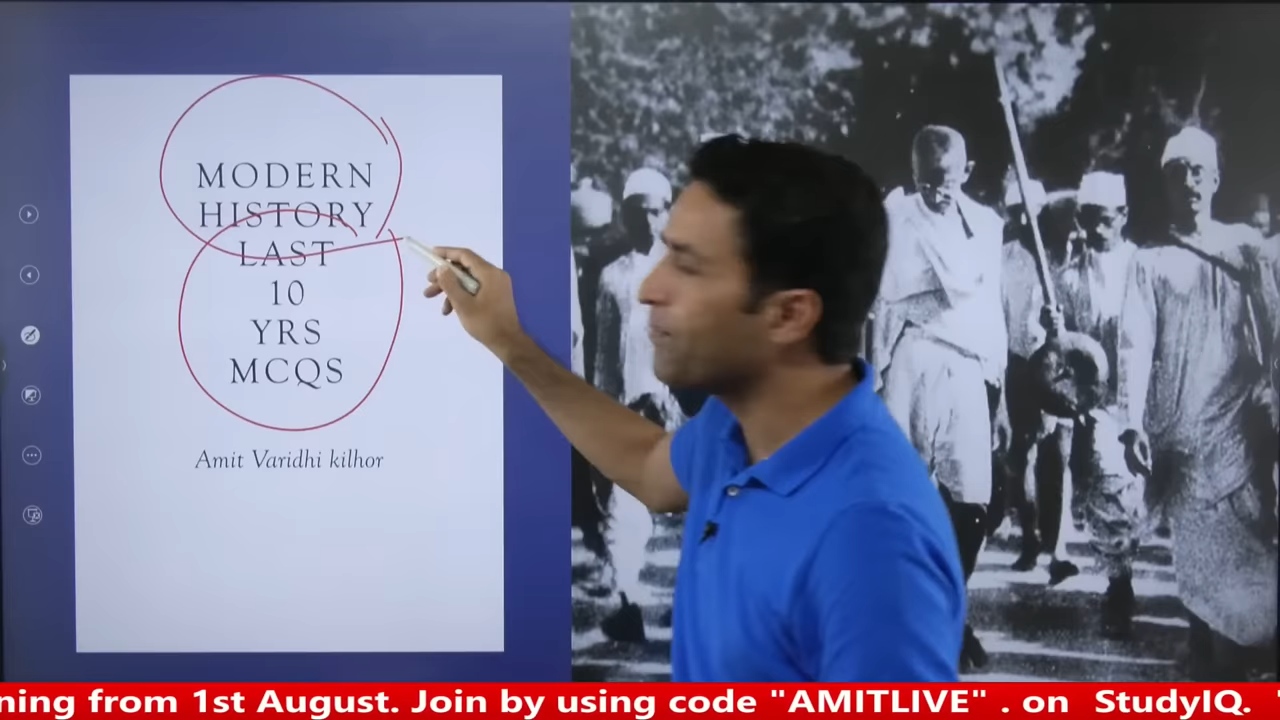 MODERN
HISTORY
LAST
10
YRS
MCQS
Amit Varidhi kilhor
ning from 1st August. Join by using code "AMITLIVE" . on StudyIQ.